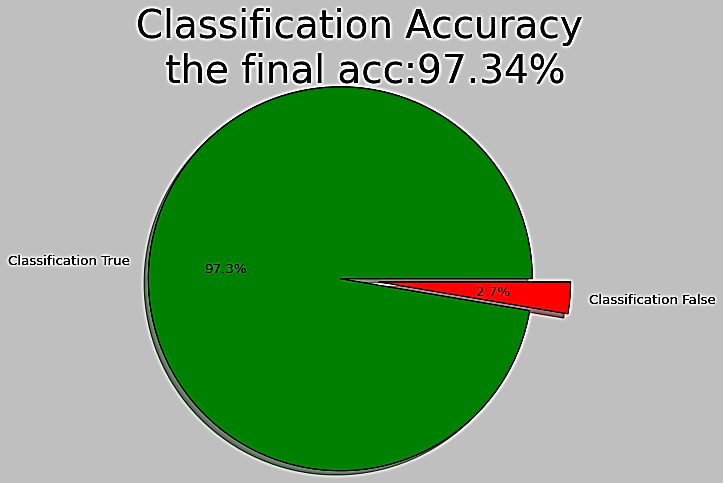 Classification Accuracy
the final acc:97.34%
Classification True
97.3%
2.7%
Classification False